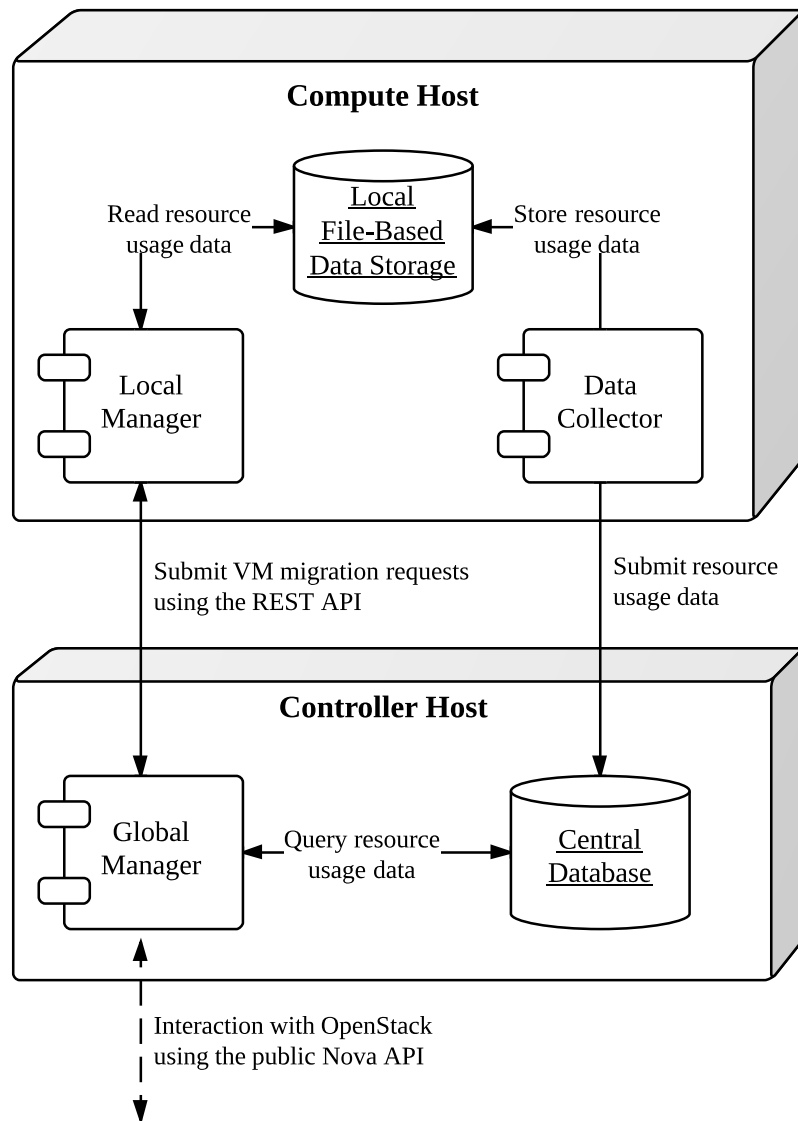 Compute Host
Local
File-Based
Data Storage
Read resource
usage data
Store resource
usage data
Local
Manager
Data
Collector
Submit VM migration requests
using the REST API
Submit resource
usage data
Controller Host
Global
Manager
Query resource
usage data
Central
Database
Interaction with OpenStack
using the public Nova API